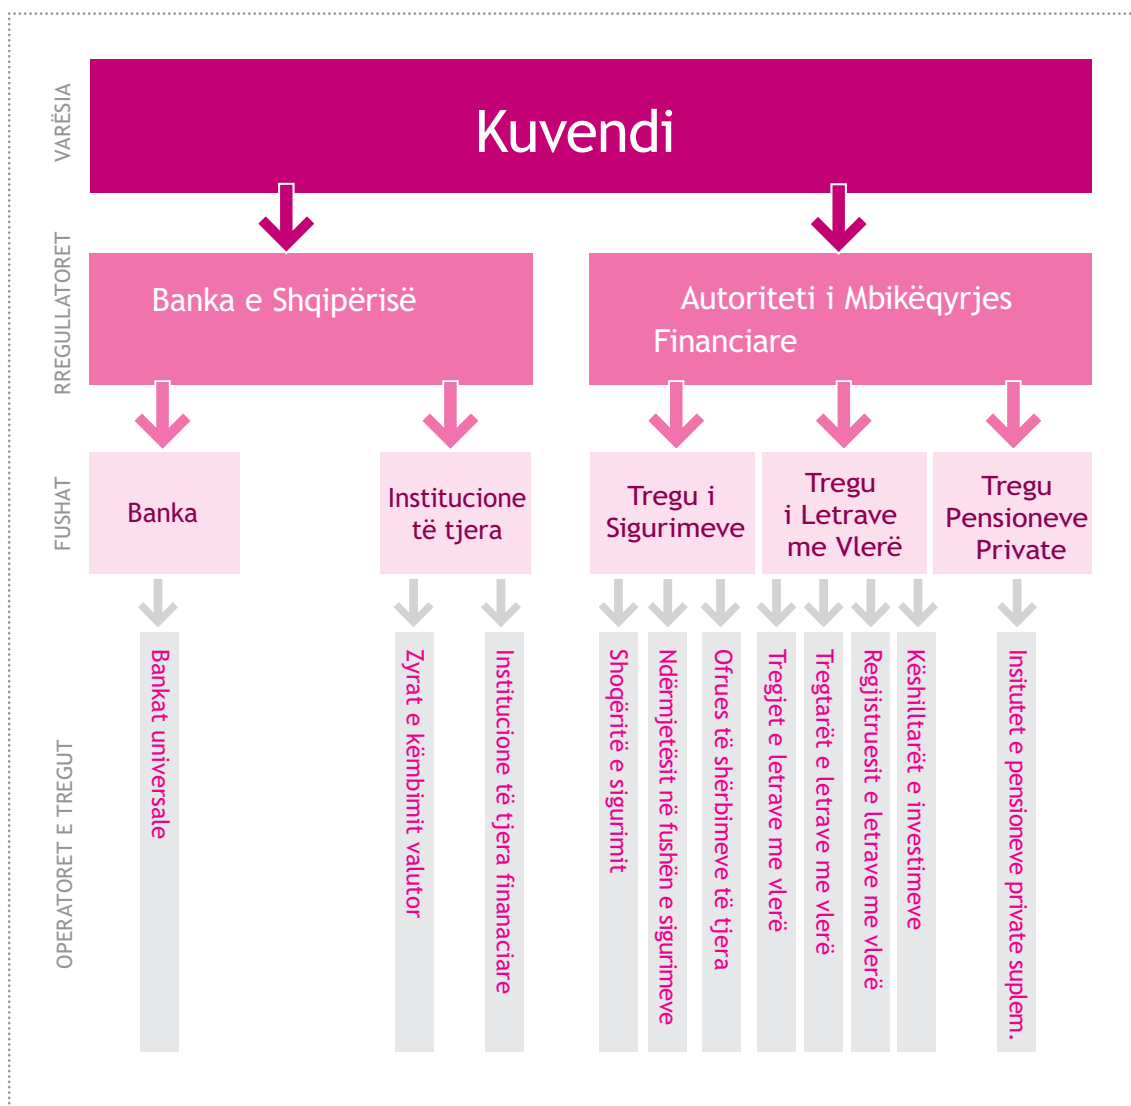 VARËSIA
Kuvendi
RREGULLATORET
Banka e Shqipërisë
Autoriteti i Mbikëqyrjes
Financiare
FUSHAT
Banka
Institucione
të tjera
Tregu i
Sigurimeve
Tregu
i Letrave
me Vlerë
Tregu
Pensioneve
Private
OPERATORET E TREGUT
Bankat universale
Zyrat e këmbimit valutor
Institucione të tjera finanaciare
Shoqëritë e sigurimit
Ndërmjetësit në fushën e sigurimeve
Ofrues të shërbimeve të tjera
Tregjet e letrave me vlerë
Tregtarët e letrave me vlerë
Regjistruesit e letrave me vlerë
Këshilltarët e investimeve
Insitutet e pensioneve private suplem.